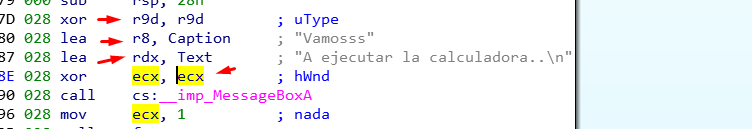 79 000 sub rsp, 28h
7D 028 xor r9d, r9d ; uType
80 028 lea r8, Caption ; "Vamosss"
87 028 lea rdx, Text ; "A ejecutar la calculadora..\n"
8E 028 xor ecx, ecx ; hWnd
90 028 call cs:__imp_MessageBoxA
96 028 mov ecx, 1 ; nada